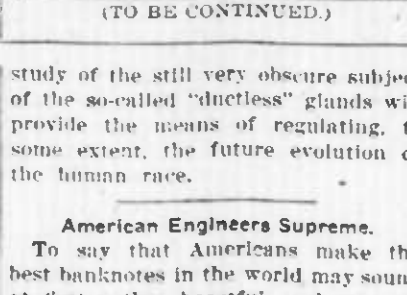 (TO BE CONTINUED.)
study of the still very obscure subjec
of the so-called "ductless" glands wi
provide the means of regulating, t
some extent, the future evolution o
the human race.
American Engineers Supreme.
To say that Americans make th
best banknotes in the world may soun